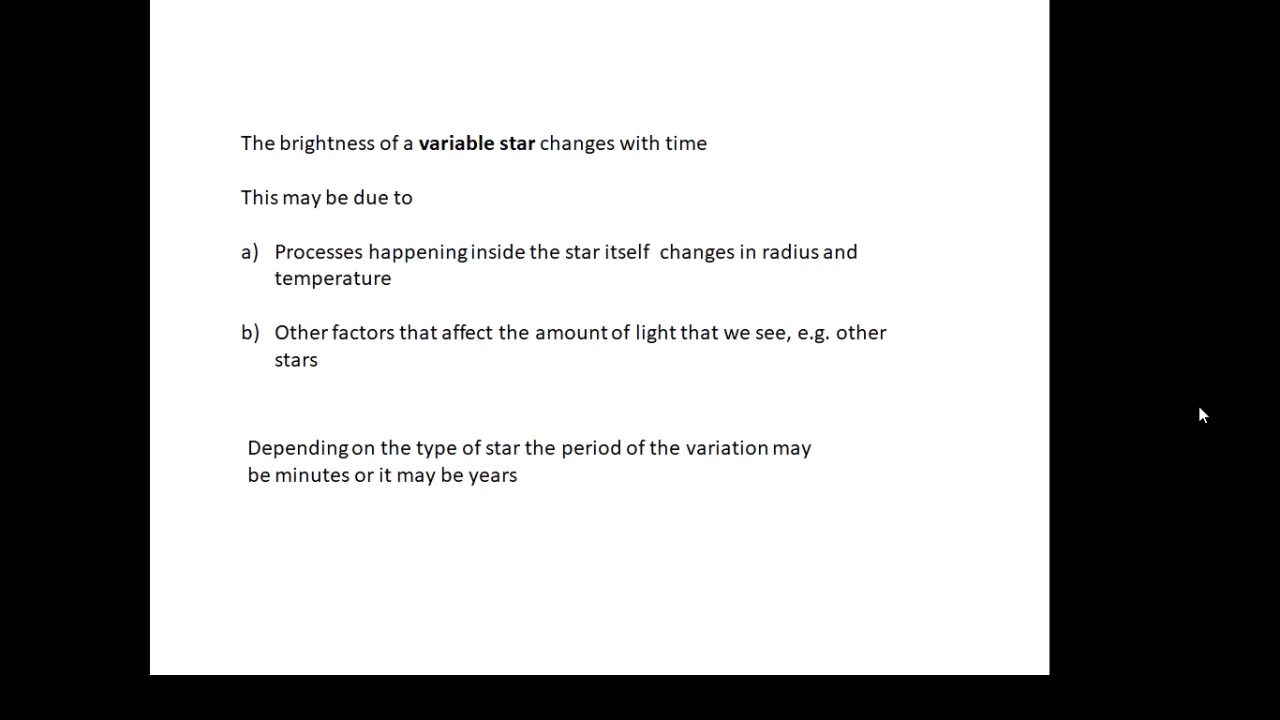 The brightness of a variable star changes with time
This may be due to
a) Processes happening inside the star itself  changes in radius and
temperature
b) Other factors that affect the amount of light that we see, e.g. other
stars
Depending on the type of star the period of the variation may
be minutes or it may be years